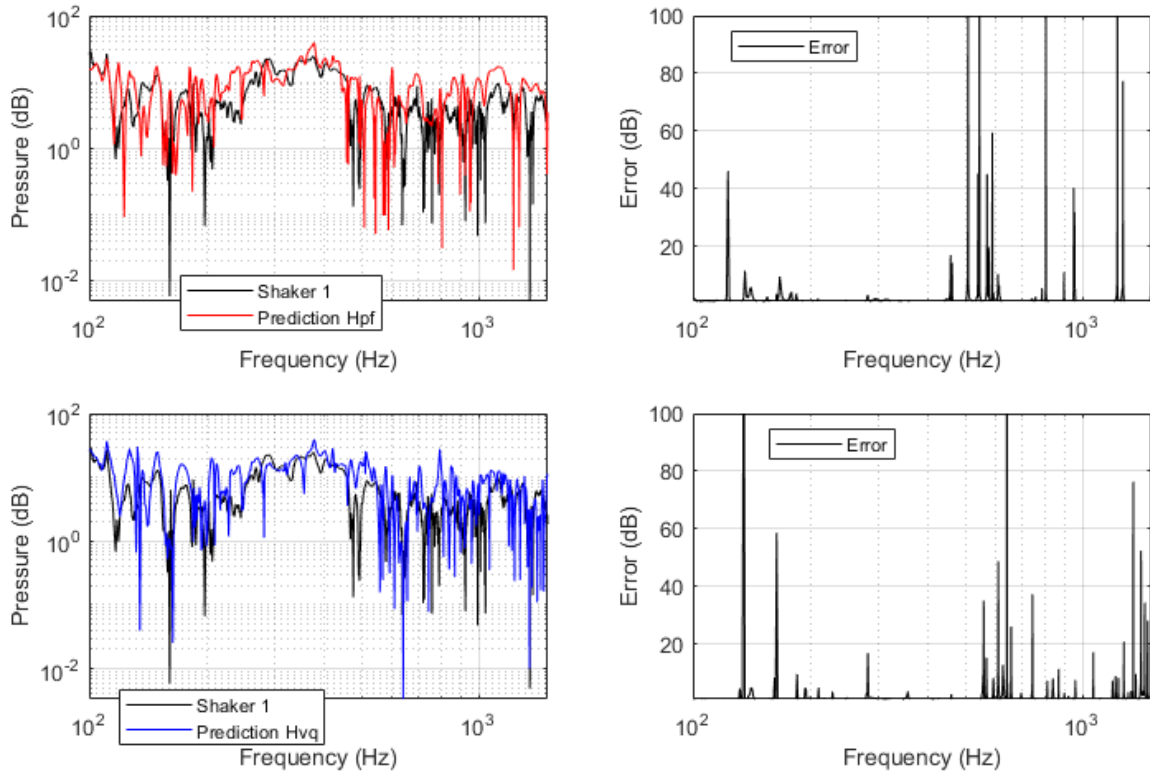 10^2
10^0
10^-2
Pressure (dB)
Shaker 1
Prediction Hpf
10^2
10^3
Frequency (Hz)
100
80
60
40
20
Error (dB)
Error
10^2
10^3
Frequency (Hz)
10^2
10^0
10^-2
Pressure (dB)
Shaker 1
Prediction Hvq
10^2
10^3
Frequency (Hz)
100
80
60
40
20
Error (dB)
Error
10^2
10^3
Frequency (Hz)